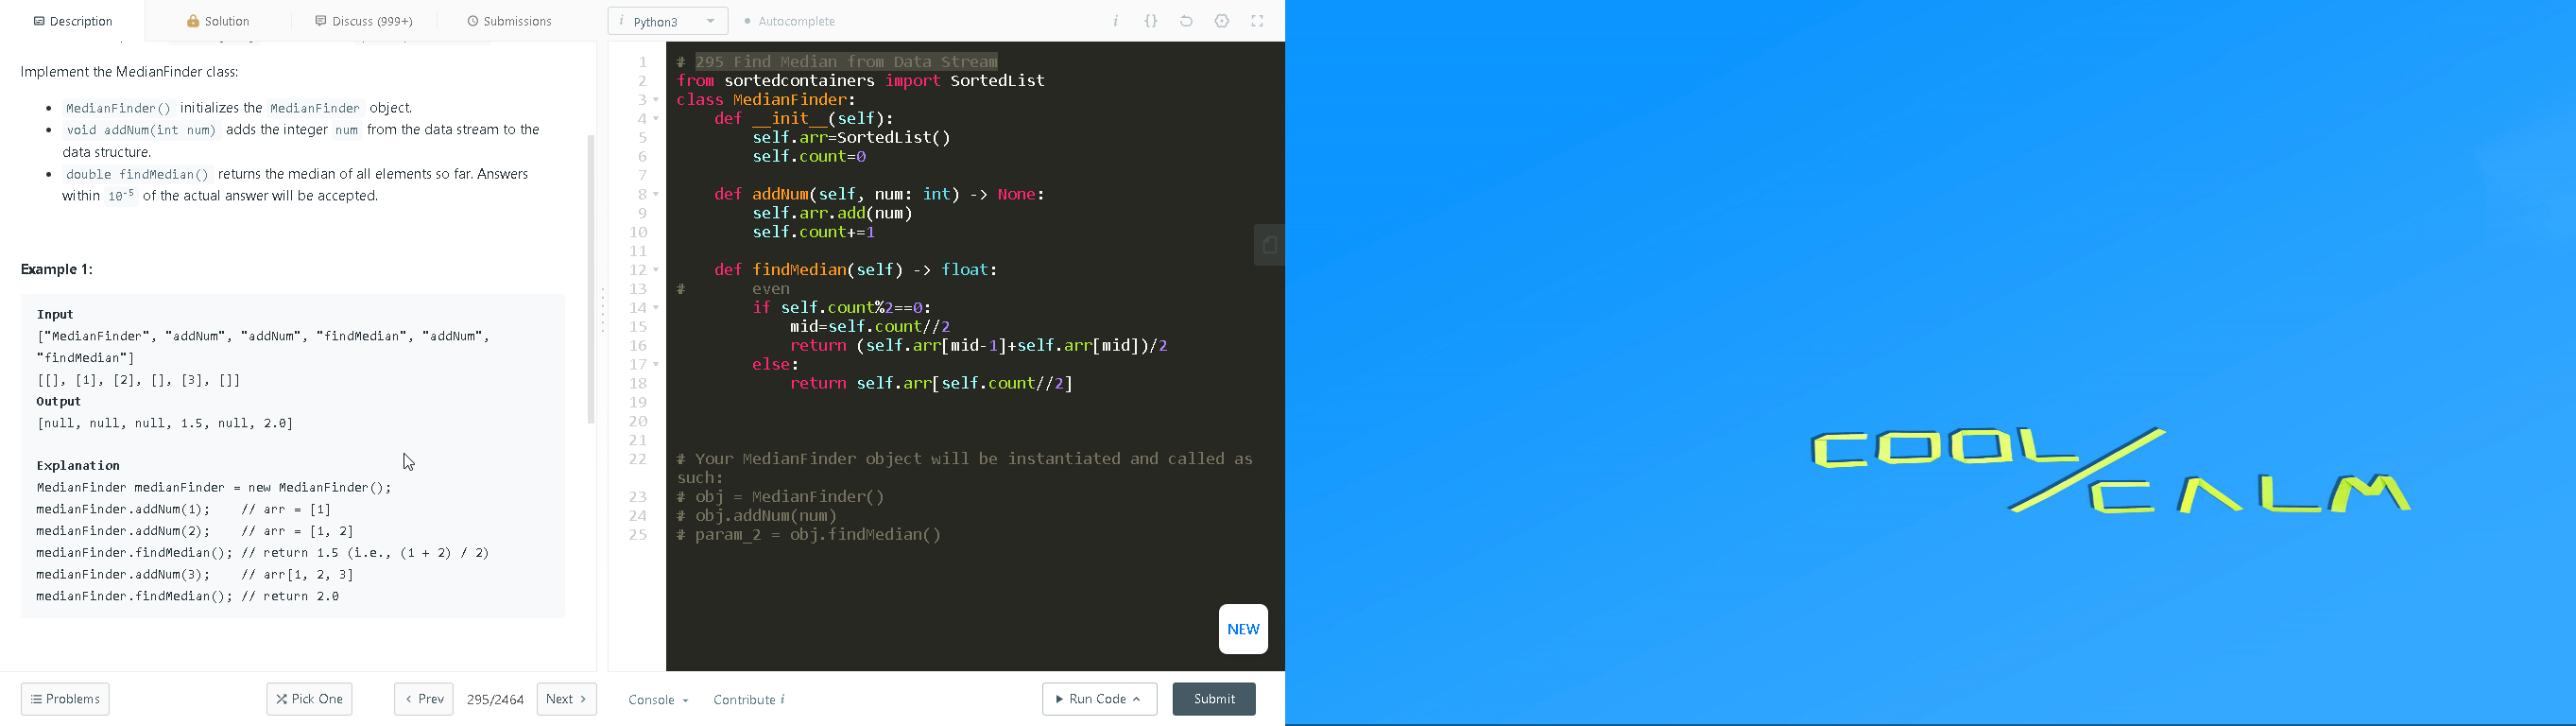 Description
Solution
Discuss (999+)
Submissions
i Python3
Autocomplete
i {}
Implement the MedianFinder class:
MedianFinder() initializes the MedianFinder object.
void addNum(int num) adds the integer num from the data stream to the
data structure.
double findMedian() returns the median of all elements so far. Answers
within 10-5 of the actual answer will be accepted.
Example 1:
Input
["MedianFinder", "addNum", "addNum", "findMedian", "addNum",
"findMedian"]
[[], [1], [2], [], [3], []]
Output
[null, null, null, 1.5, null, 2.0]
Explanation
MedianFinder medianFinder = new MedianFinder();
medianFinder.addNum(1);    // arr = [1]
medianFinder.addNum(2);    // arr = [1, 2]
medianFinder.findMedian(); // return 1.5 (i.e., (1 + 2) / 2)
medianFinder.addNum(3);    // arr[1, 2, 3]
medianFinder.findMedian(); // return 2.0
Problems
Pick One
< Prev
295/2464
Next >
1 # 295 Find Median from Data Stream
2 from sortedcontainers import SortedList
3 class MedianFinder:
4     def __init__(self):
5         self.arr=SortedList()
6         self.count=0
7
8     def addNum(self, num: int) -> None:
9         self.arr.add(num)
10         self.count+=1
11
12     def findMedian(self) -> float:
13 #       even
14         if self.count%2==0:
15             mid=self.count//2
16             return (self.arr[mid-1]+self.arr[mid])/2
17         else:
18             return self.arr[self.count//2]
19
20
21
22 # Your MedianFinder object will be instantiated and called as
such:
23 # obj = MedianFinder()
24 # obj.addNum(num)
25 # param_2 = obj.findMedian()
NEW
Console
Contribute i
Run Code
Submit
COOL/
CALM